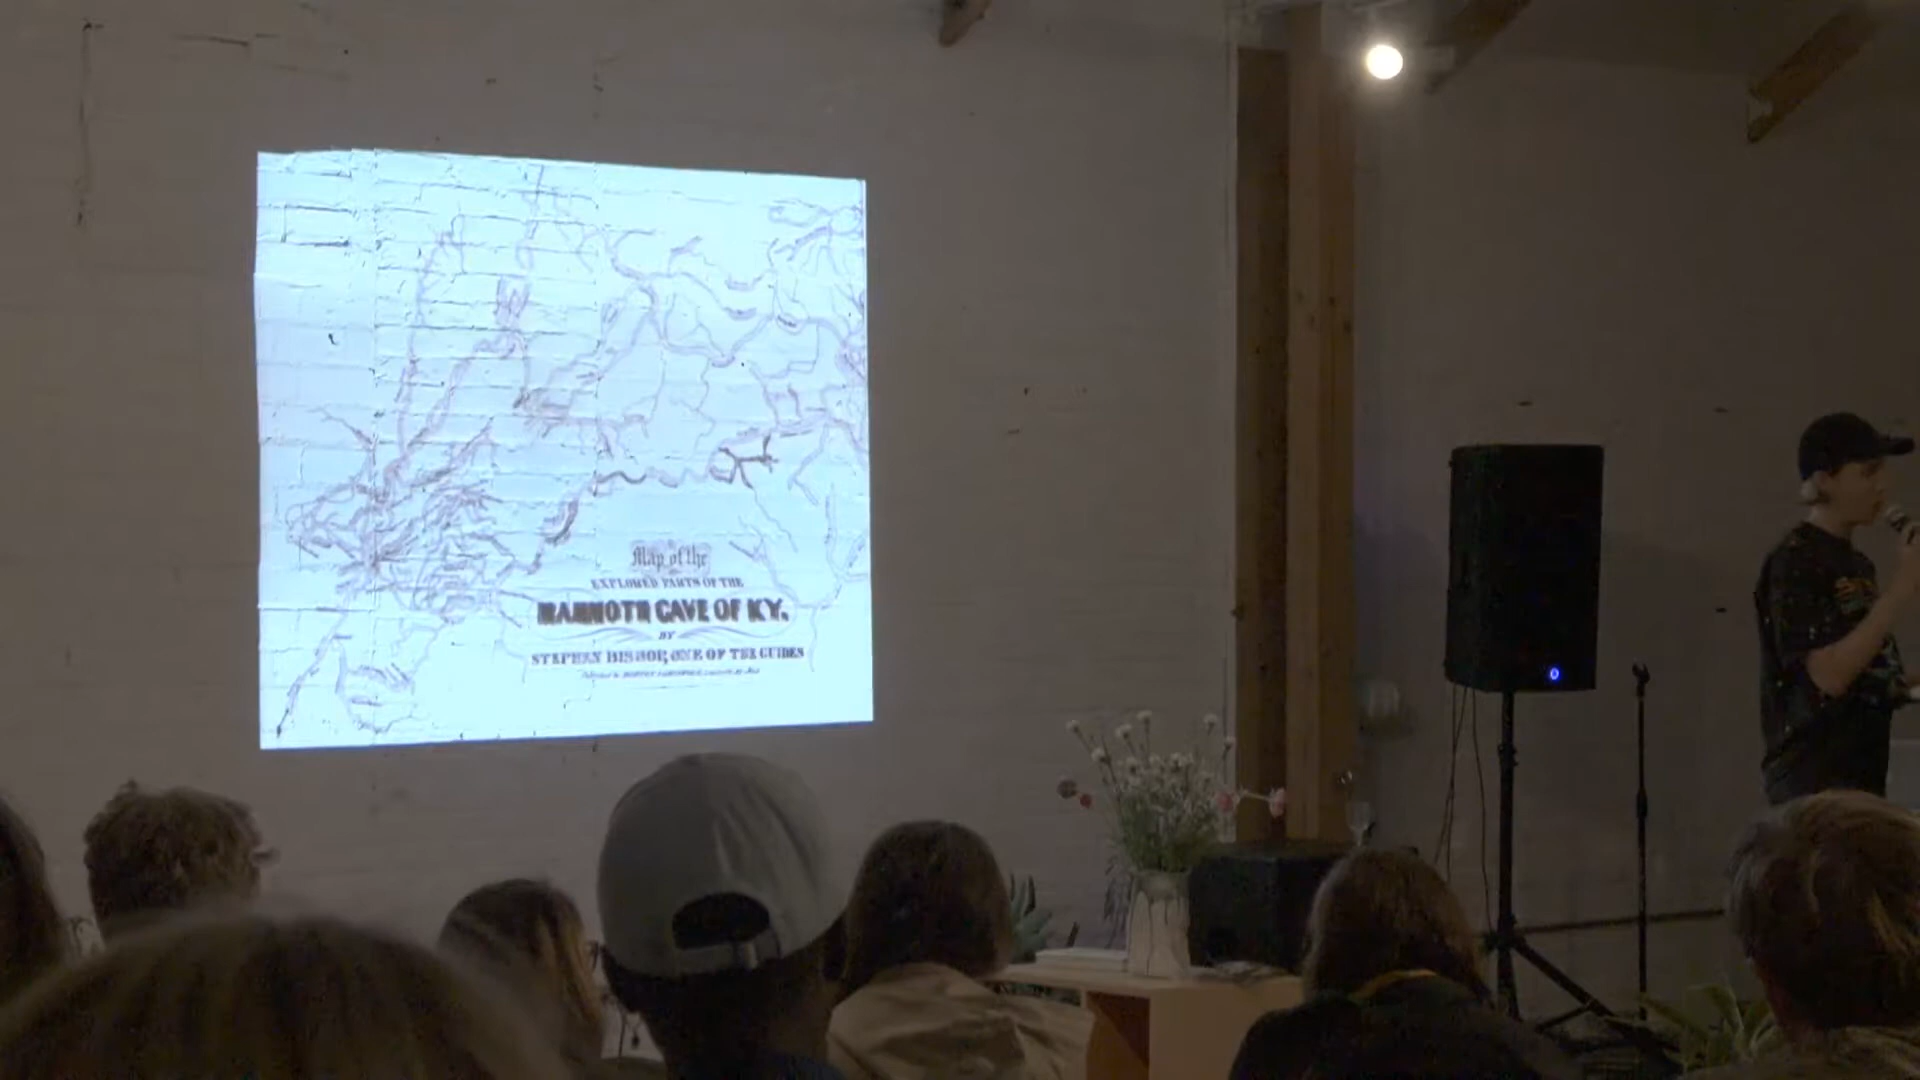 Map of the
EXPLORED PARTS OF THE
MAMMOTH CAVE OF KY.
BY
STEPHEN BISHOP, ONE OF THE GUIDES